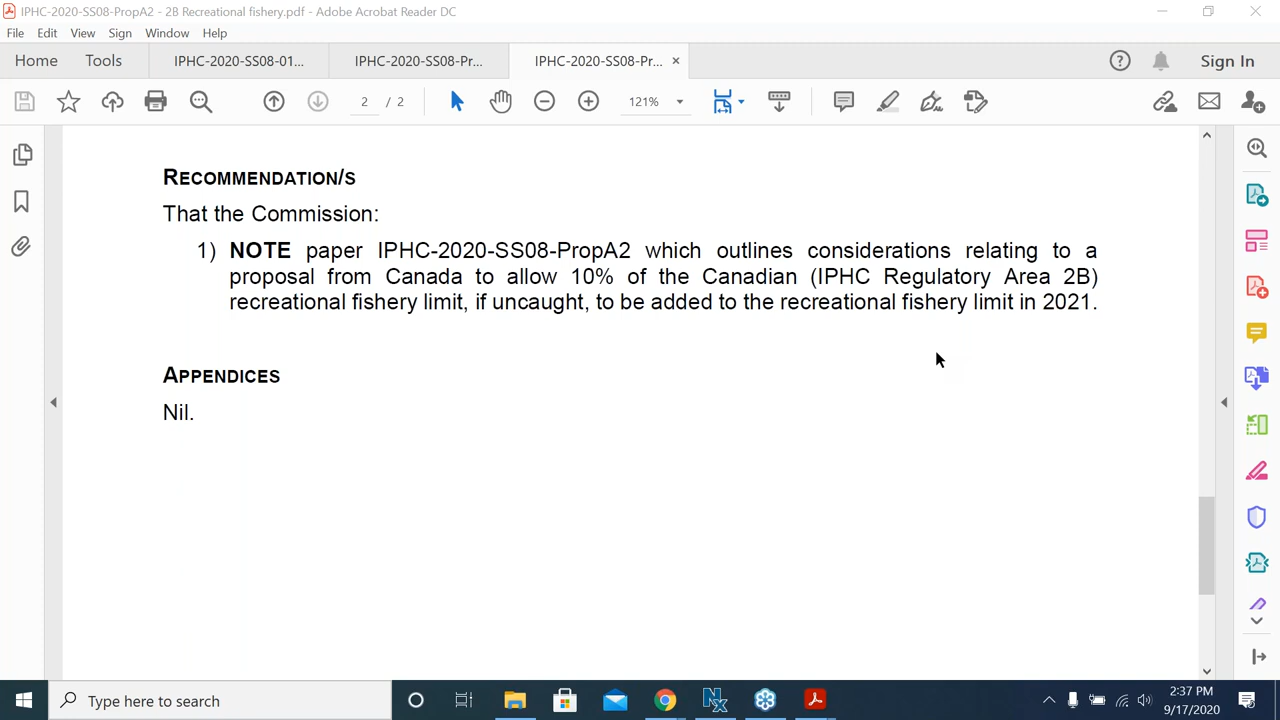 IPHC-2020-SS08-PropA2 - 2B Recreational fishery.pdf - Adobe Acrobat Reader DC
File Edit View Sign Window Help
Home Tools IPHC-2020-SS08-01... IPHC-2020-SS08-Pr... IPHC-2020-SS08-Pr... × Sign In
2 / 2 121%
RECOMMENDATION/S
That the Commission:
1) NOTE paper IPHC-2020-SS08-PropA2 which outlines considerations relating to a
proposal from Canada to allow 10% of the Canadian (IPHC Regulatory Area 2B)
recreational fishery limit, if uncaught, to be added to the recreational fishery limit in 2021.
APPENDICES
Nil.
Type here to search
2:37 PM
9/17/2020